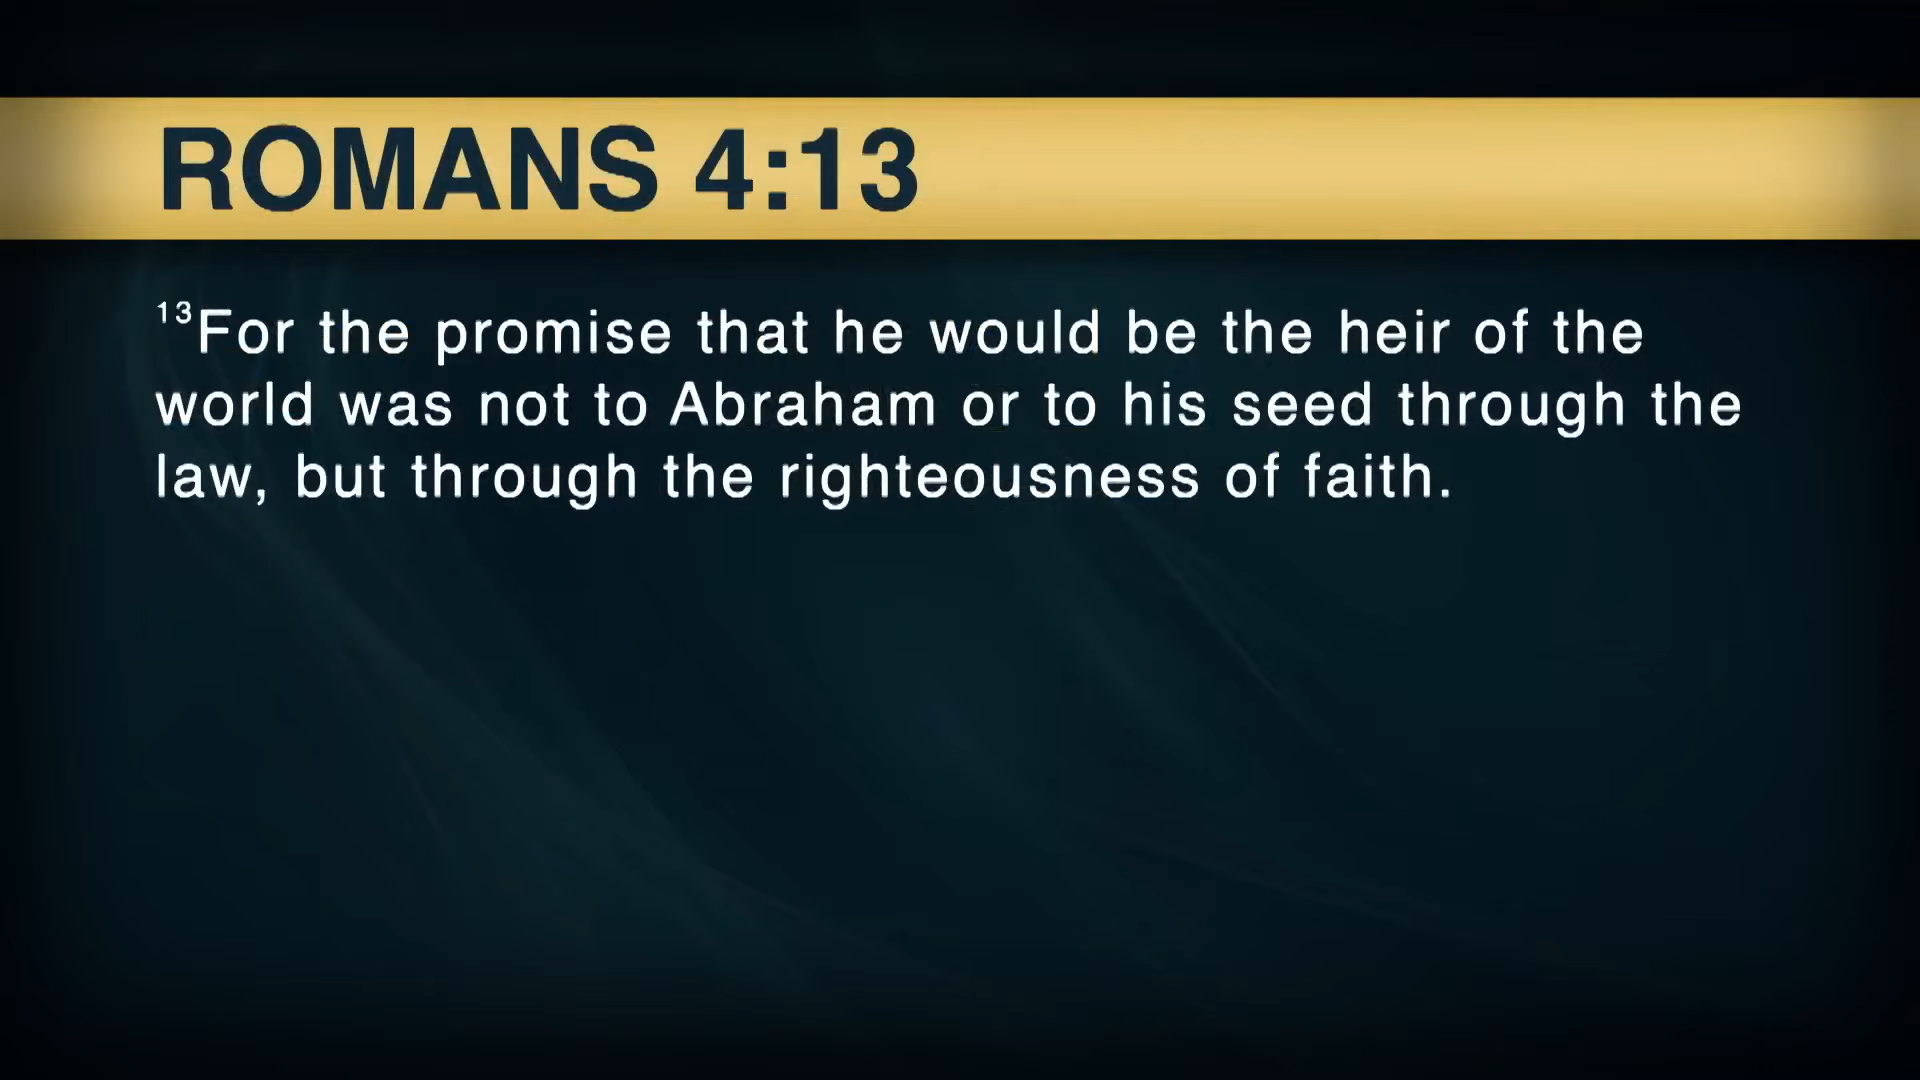 ROMANS 4:13
¹³For the promise that he would be the heir of the
world was not to Abraham or to his seed through the
law, but through the righteousness of faith.